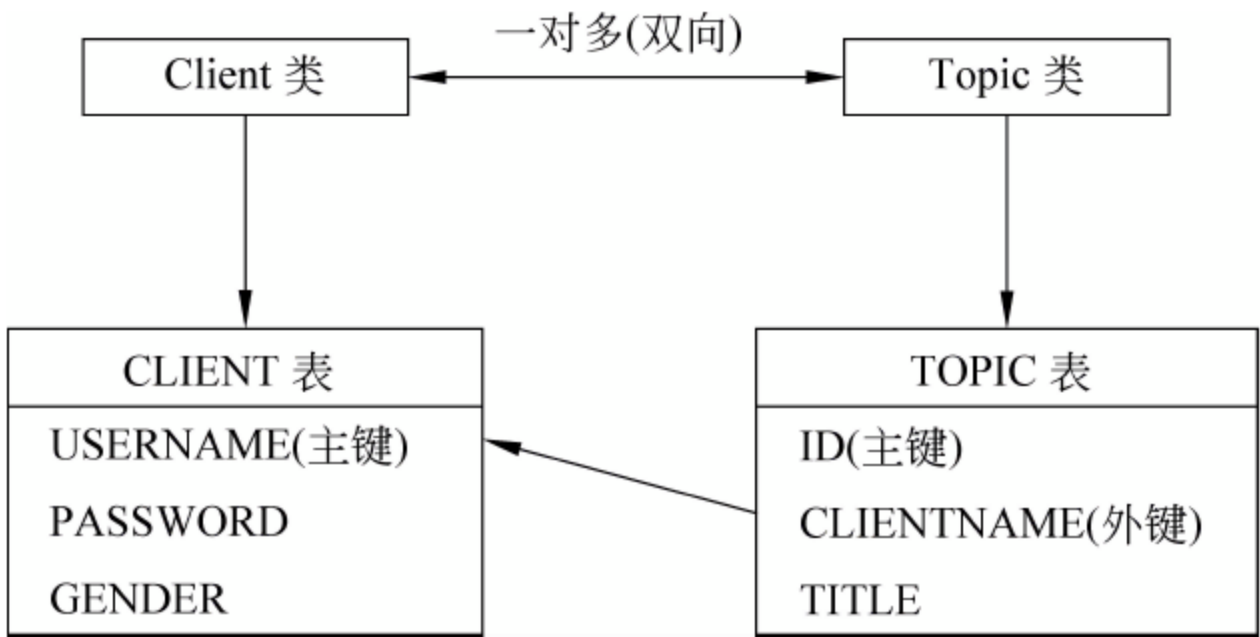 一对多(双向)
Client 类
Topic 类
CLIENT 表
USERNAME(主键)
PASSWORD
GENDER
TOPIC 表
ID(主键)
CLIENTNAME(外键)
TITLE